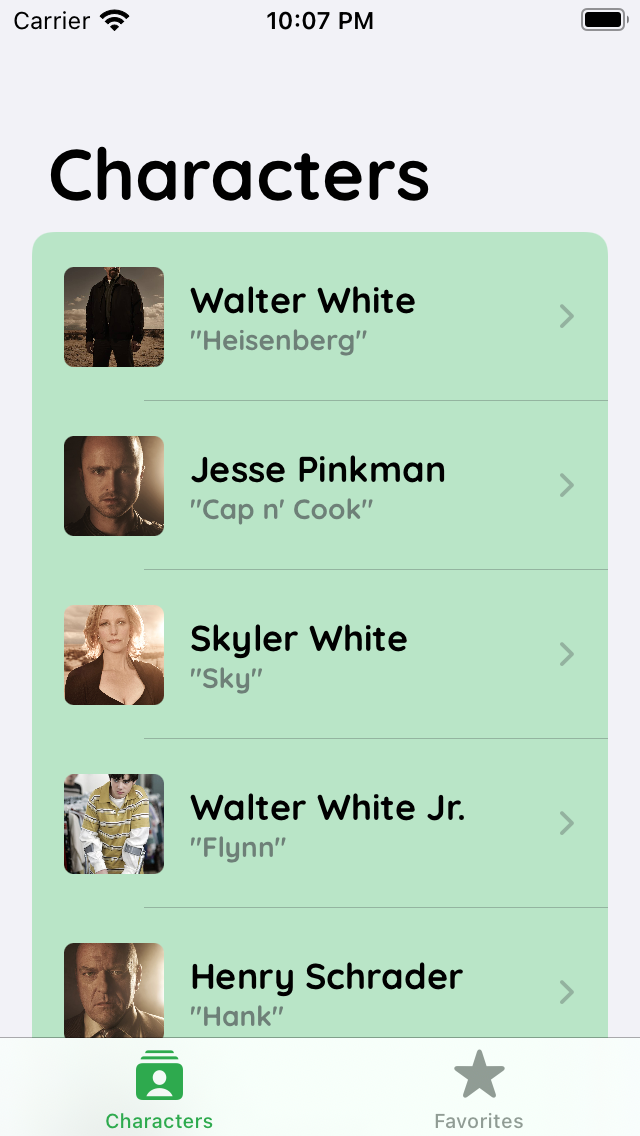 Carrier 10:07 PM
Characters
Walter White
"Heisenberg"
Jesse Pinkman
"Cap n' Cook"
Skyler White
"Sky"
Walter White Jr.
"Flynn"
Henry Schrader
"Hank"
Characters Favorites